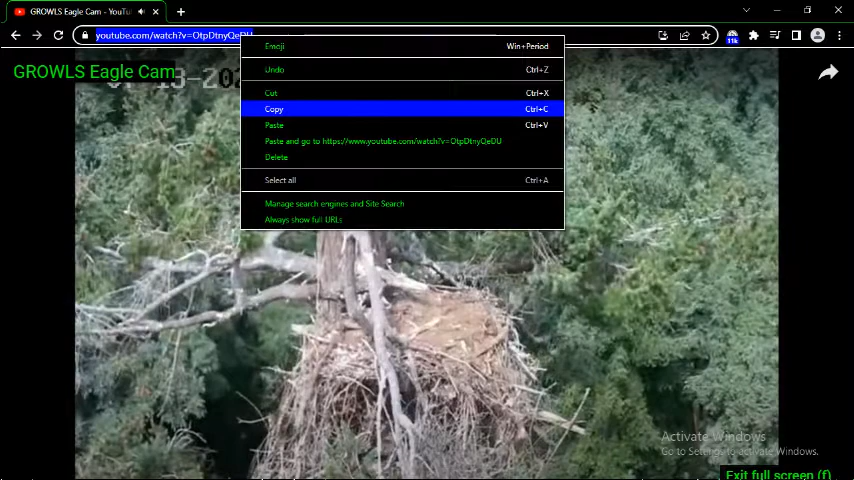 GROWLS Eagle Cam - YouTu
youtube.com/watch?v=OtpDtnyQeDU
11k
GROWLS Eagle Cam
Emoji Win+Period
Undo Ctrl+Z
Cut Ctrl+X
Copy Ctrl+C
Paste Ctrl+V
Paste and go to https://www.youtube.com/watch?v=OtpDtnyQeDU
Delete
Select all Ctrl+A
Manage search engines and Site Search
Always show full URLs
Activate Windows
Go to Settings to activate Windows.
Exit full screen (f)